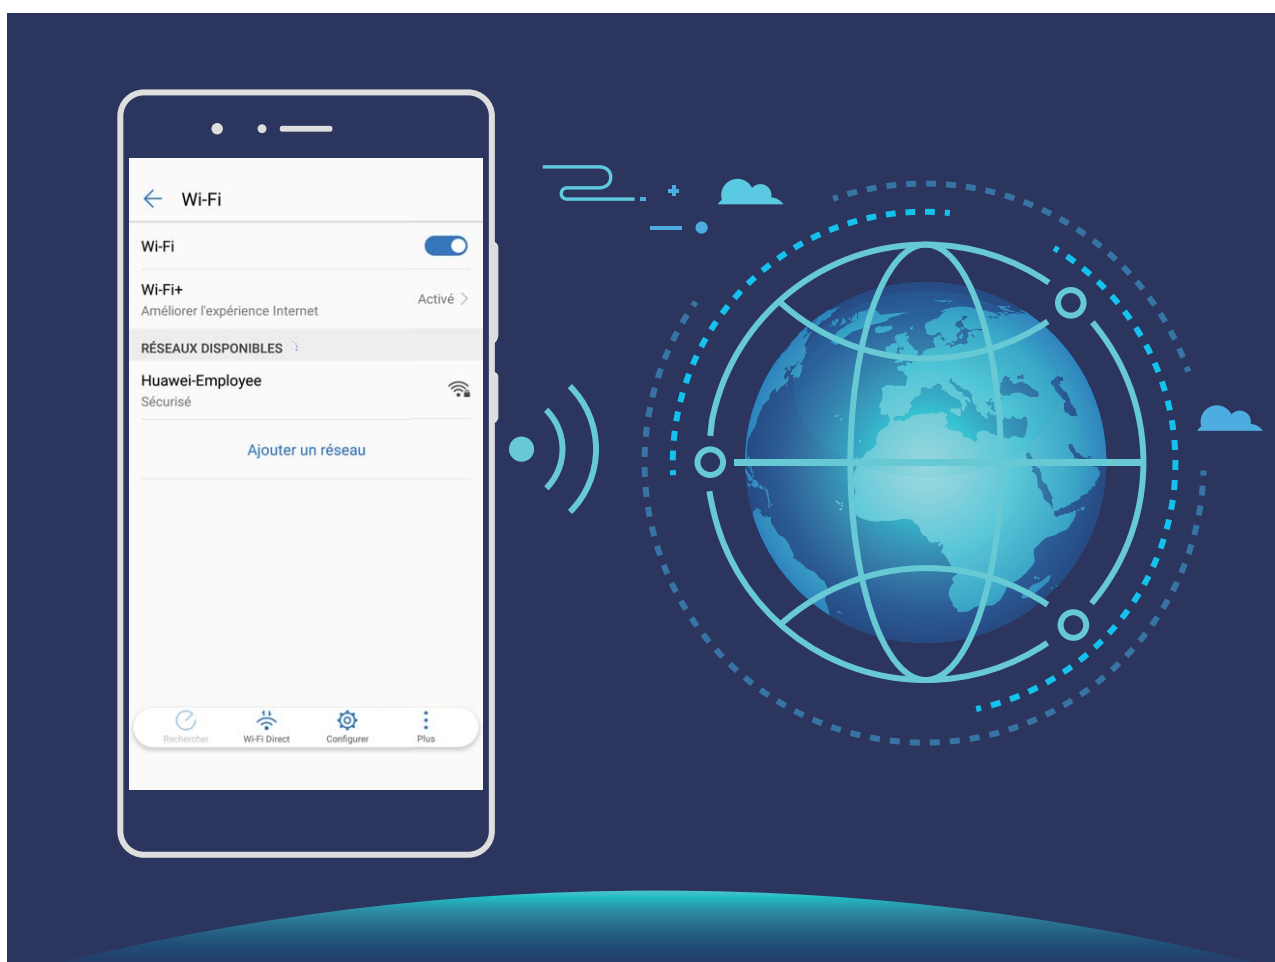 Wi-Fi
Wi-Fi
Wi-Fi+
Améliorer l'expérience Internet
Activé
RÉSEAUX DISPONIBLES
Huawei-Employee
Sécurisé
Ajouter un réseau
Rechercher
Wi-Fi Direct
Configurer
Plus